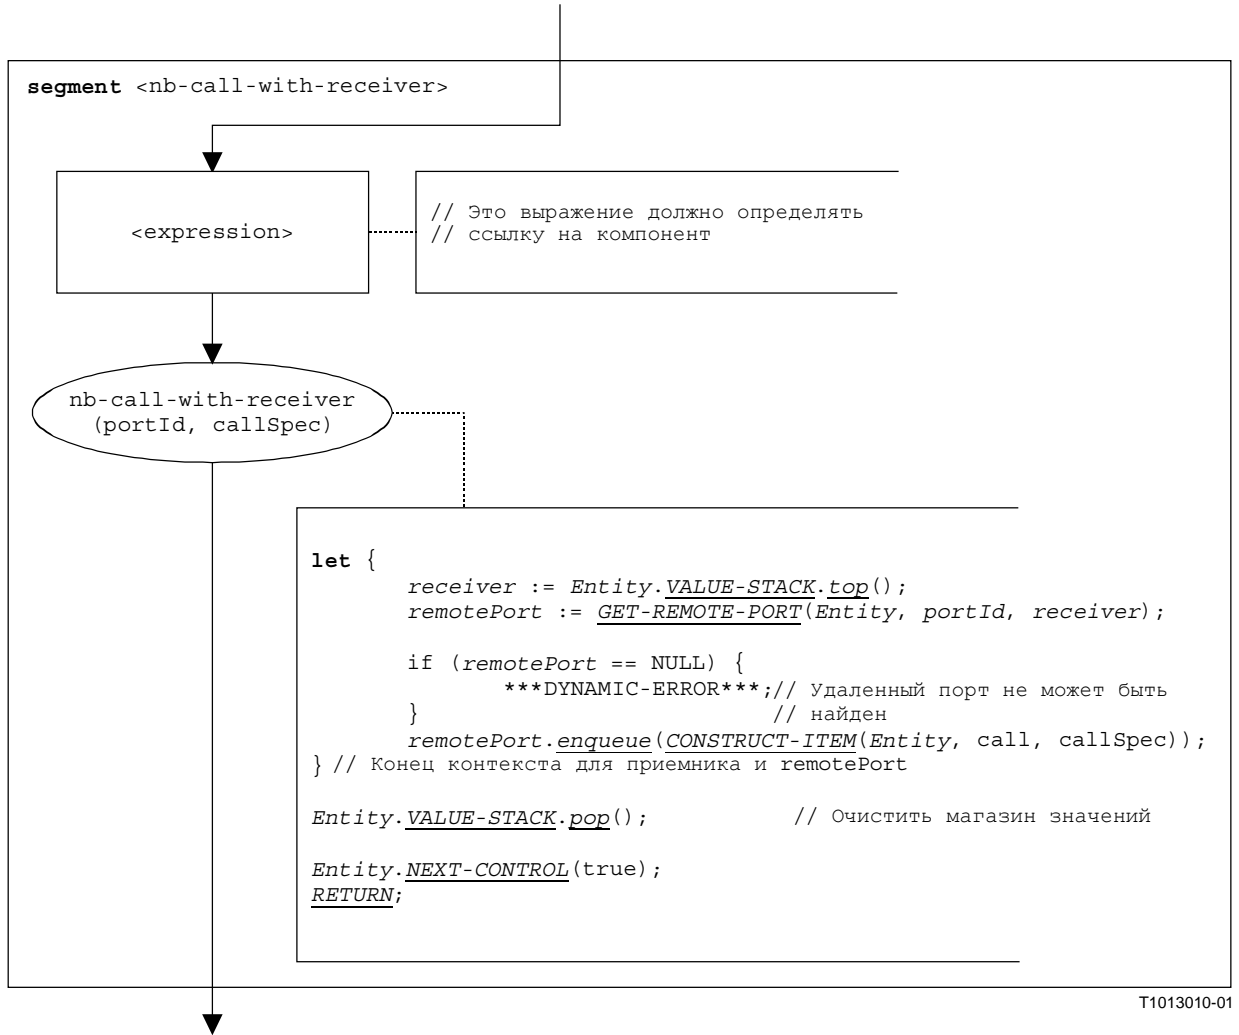 segment <nb-call-with-receiver>
<expression>
// Это выражение должно определять
// ссылку на компонент
nb-call-with-receiver
(portId, callSpec)
let {
receiver := Entity.VALUE-STACK.top();
remotePort := GET-REMOTE-PORT(Entity, portId, receiver);
if (remotePort == NULL) {
***DYNAMIC-ERROR***;// Удаленный порт не может быть
} // найден
remotePort.enqueue(CONSTRUCT-ITEM(Entity, call, callSpec));
} // Конец контекста для приемника и remotePort
Entity.VALUE-STACK.pop(); // Очистить магазин значений
Entity.NEXT-CONTROL(true);
RETURN;
T1013010-01